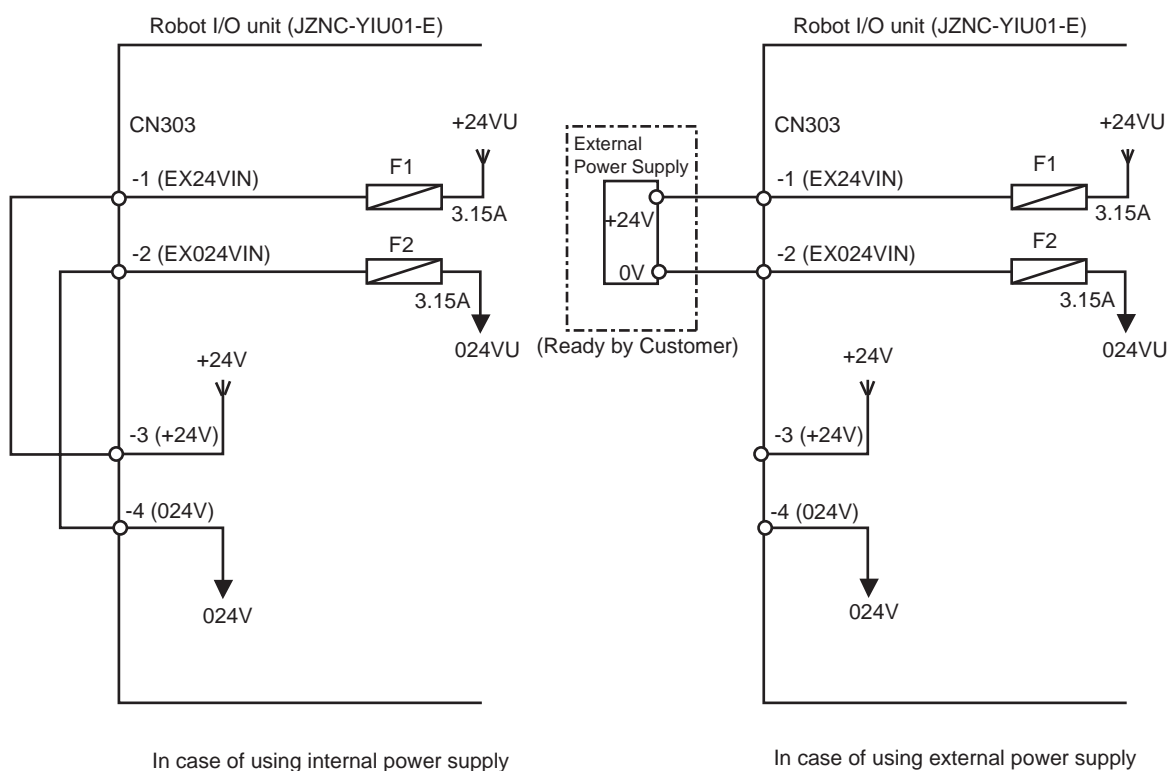 Robot I/O unit (JZNC-YIU01-E)
CN303
+24VU
-1 (EX24VIN)
F1
3.15A
-2 (EX024VIN)
F2
3.15A
024VU
+24V
-3 (+24V)
-4 (024V)
024V
In case of using internal power supply
Robot I/O unit (JZNC-YIU01-E)
External
Power Supply
+24V
0V
(Ready by Customer)
CN303
+24VU
-1 (EX24VIN)
F1
3.15A
-2 (EX024VIN)
F2
3.15A
024VU
+24V
-3 (+24V)
-4 (024V)
024V
In case of using external power supply